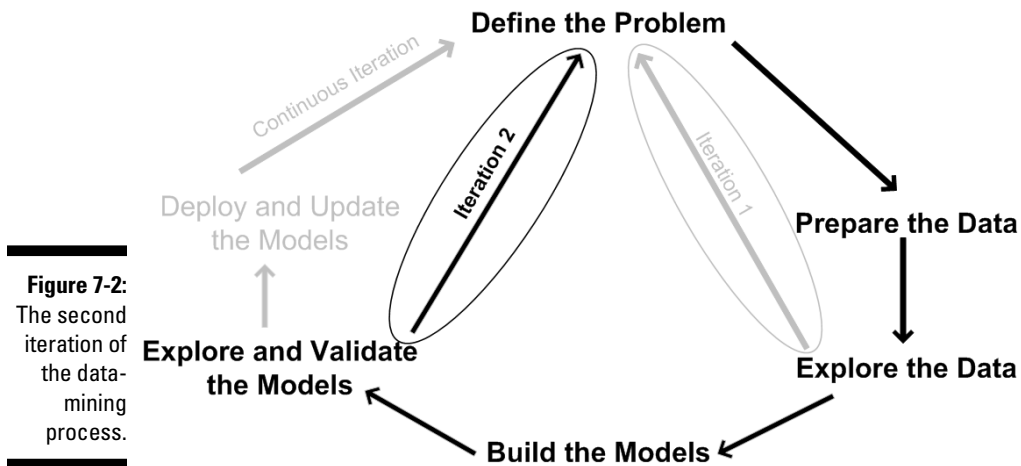 Define the Problem
Continuous Iteration
Iteration 2
Iteration 1
Deploy and Update
the Models
Prepare the Data
Figure 7-2:
The second
iteration of
the data-
mining
process.
Explore and Validate
the Models
Explore the Data
Build the Models